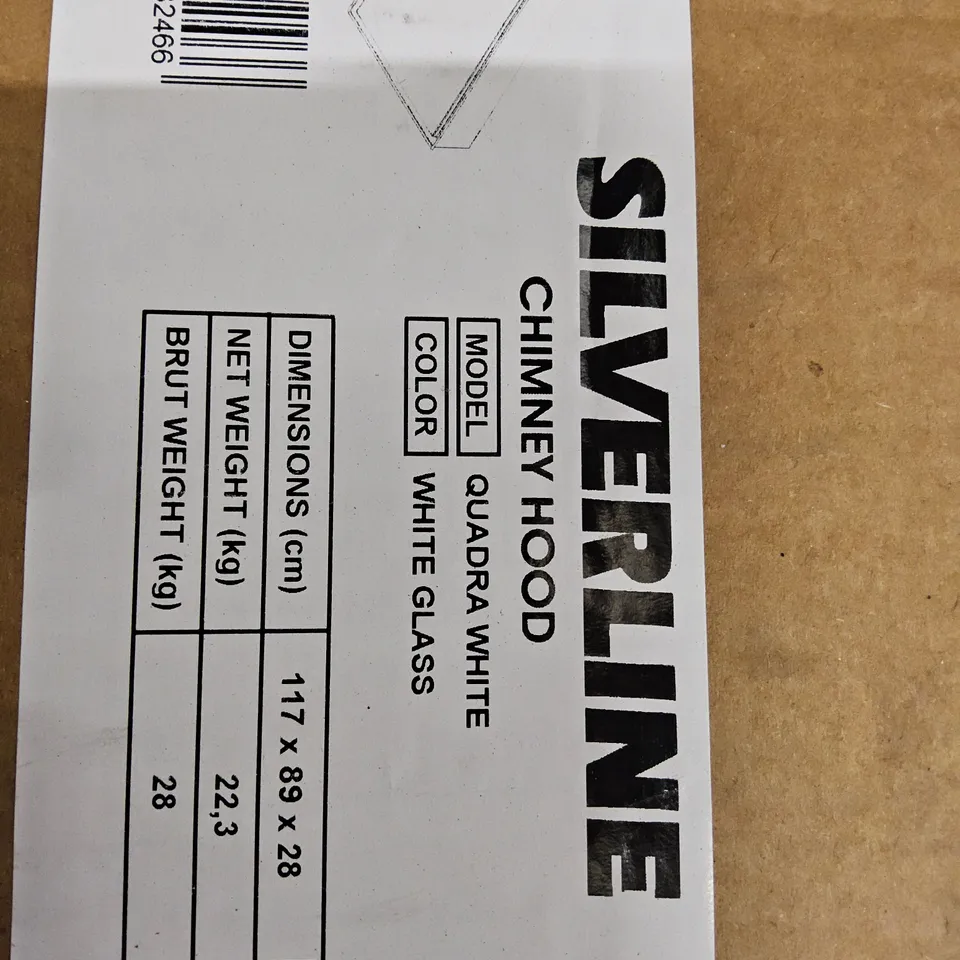 SILVERLINE
CHIMNEY HOOD
MODEL QUADRA WHITE
COLOR WHITE GLASS
DIMENSIONS (cm) 117 x 89 x 28
NET WEIGHT (kg) 22,3
BRUT WEIGHT (kg) 28
2466